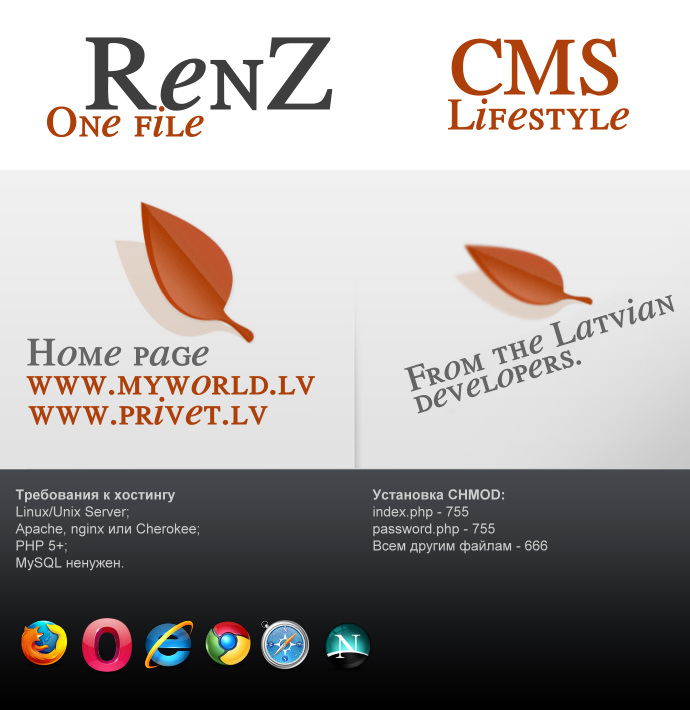 RenZ
One file
CMS
Lifestyle
Home page
www.myworld.lv
www.privet.lv
From the Latvian
developers.
Требования к хостингу
Linux/Unix Server;
Apache, nginx или Cherokee;
PHP 5+;
MySQL ненужен.
Установка CHMOD:
index.php - 755
password.php - 755
Всем другим файлам - 666
N